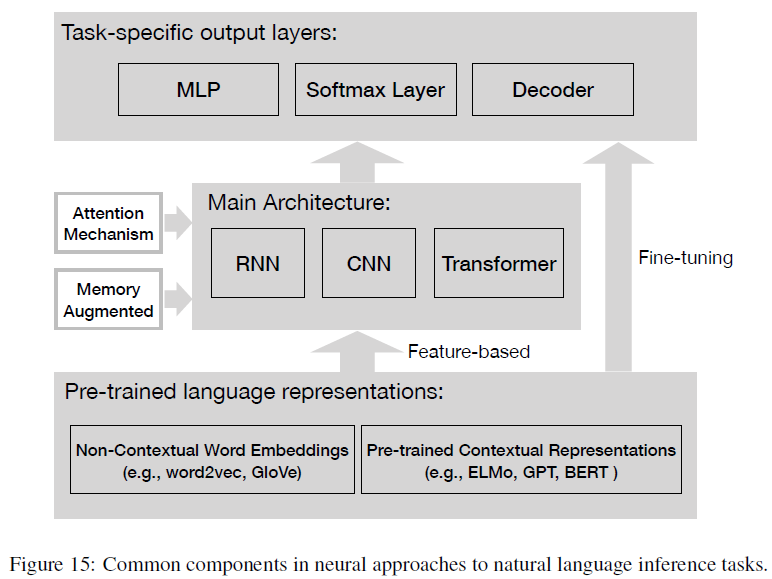 Task-specific output layers:
MLP
Softmax Layer
Decoder
Attention
Mechanism
Memory
Augmented
Main Architecture:
RNN
CNN
Transformer
Fine-tuning
Feature-based
Pre-trained language representations:
Non-Contextual Word Embeddings
(e.g., word2vec, GloVe)
Pre-trained Contextual Representations
(e.g., ELMo, GPT, BERT )
Figure 15: Common components in neural approaches to natural language inference tasks.